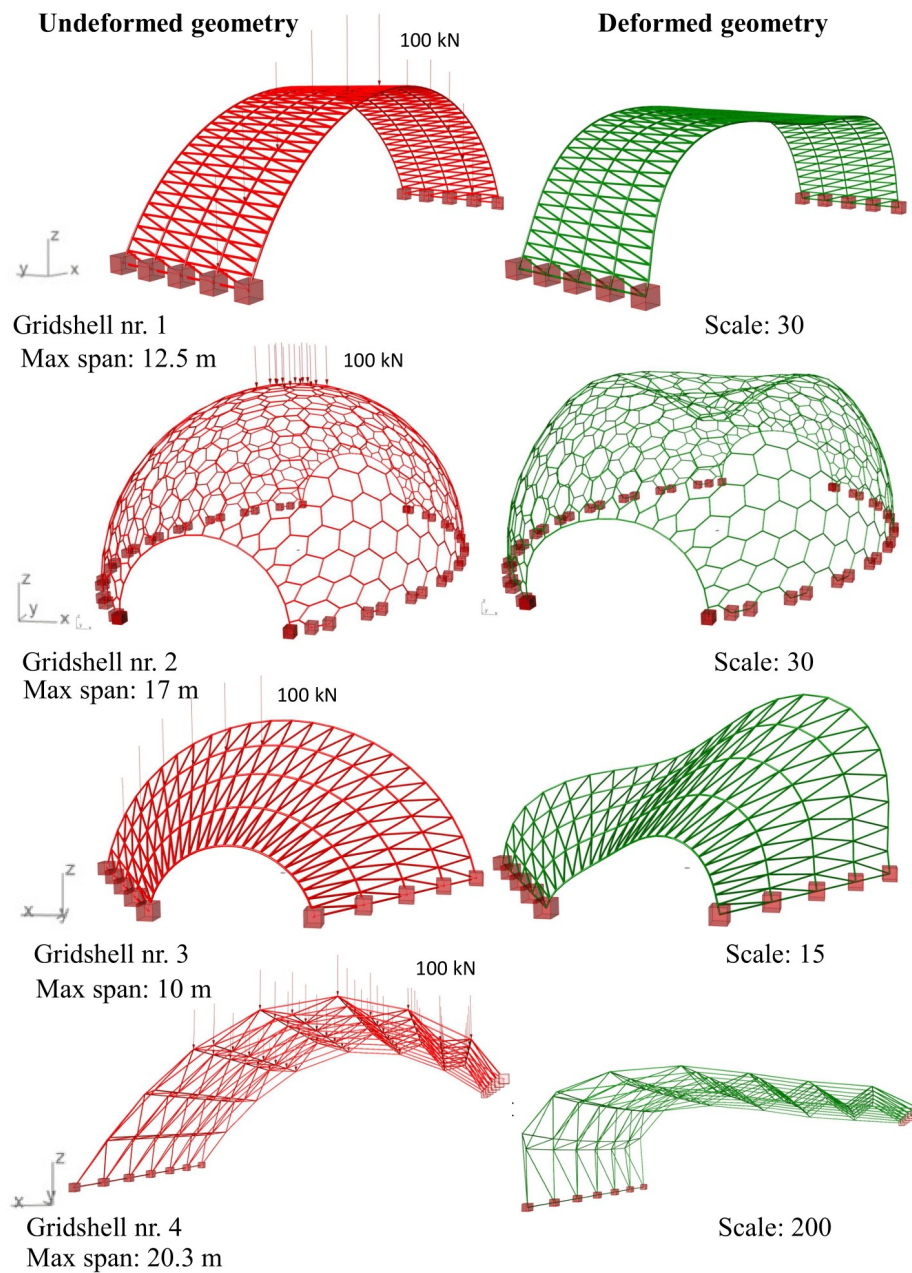 Undeformed geometry
Deformed geometry
100 kN
z
y
x
Gridshell nr. 1
Scale: 30
Max span: 12.5 m
100 kN
z
y
x
Gridshell nr. 2
Scale: 30
Max span: 17 m
100 kN
z
x
y
Gridshell nr. 3
Scale: 15
Max span: 10 m
100 kN
z
x
y
Gridshell nr. 4
Scale: 200
Max span: 20.3 m